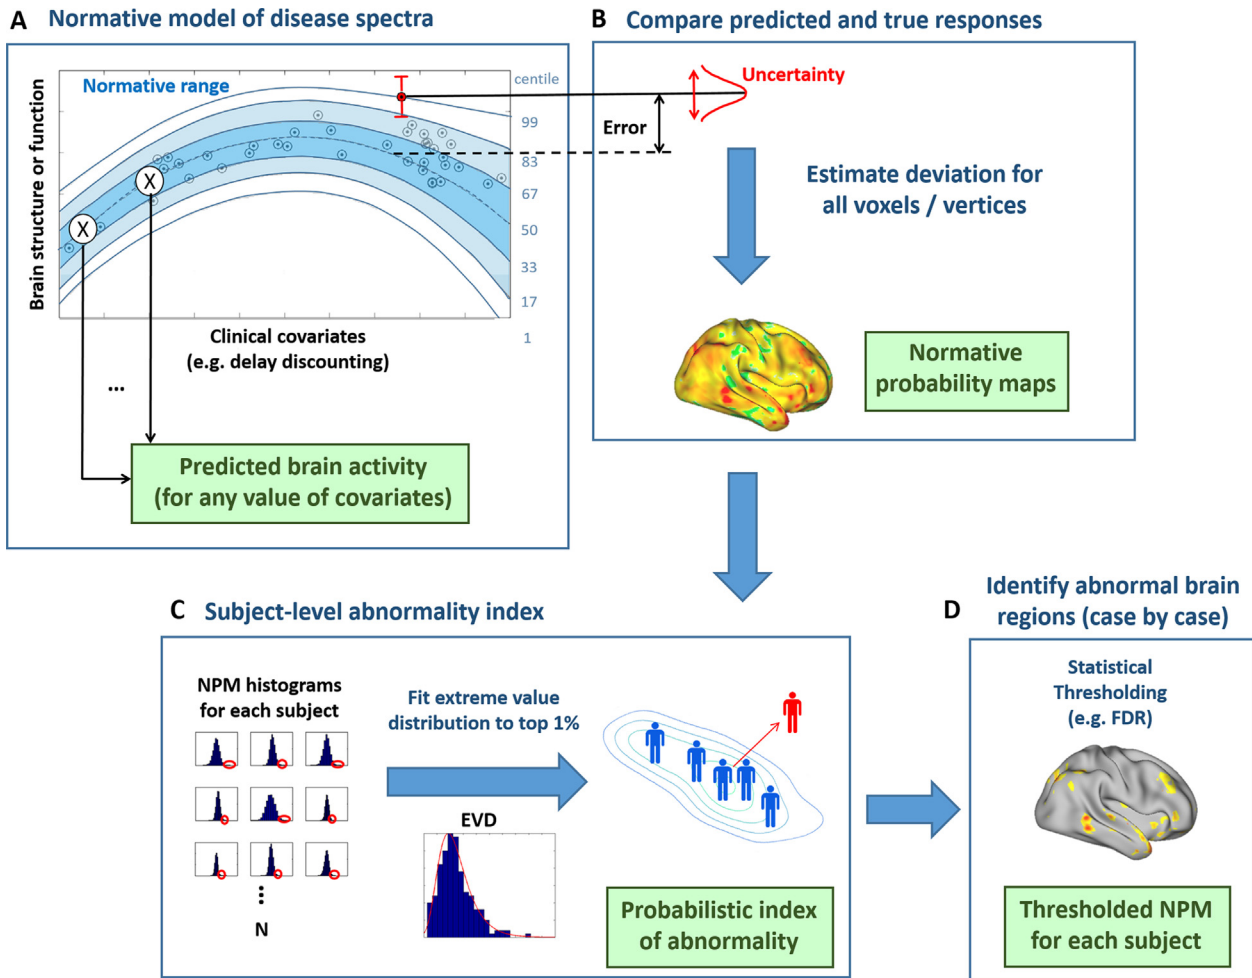 A Normative model of disease spectra
Normative range
centile
99
83
67
50
33
17
1
Brain structure or function
X
X
Clinical covariates
(e.g. delay discounting)
...
Predicted brain activity
(for any value of covariates)
B Compare predicted and true responses
Uncertainty
Error
Estimate deviation for
all voxels / vertices
Normative
probability maps
C Subject-level abnormality index
NPM histograms
for each subject
...
N
Fit extreme value
distribution to top 1%
EVD
Probabilistic index
of abnormality
D Identify abnormal brain
regions (case by case)
Statistical
Thresholding
(e.g. FDR)
Thresholded NPM
for each subject